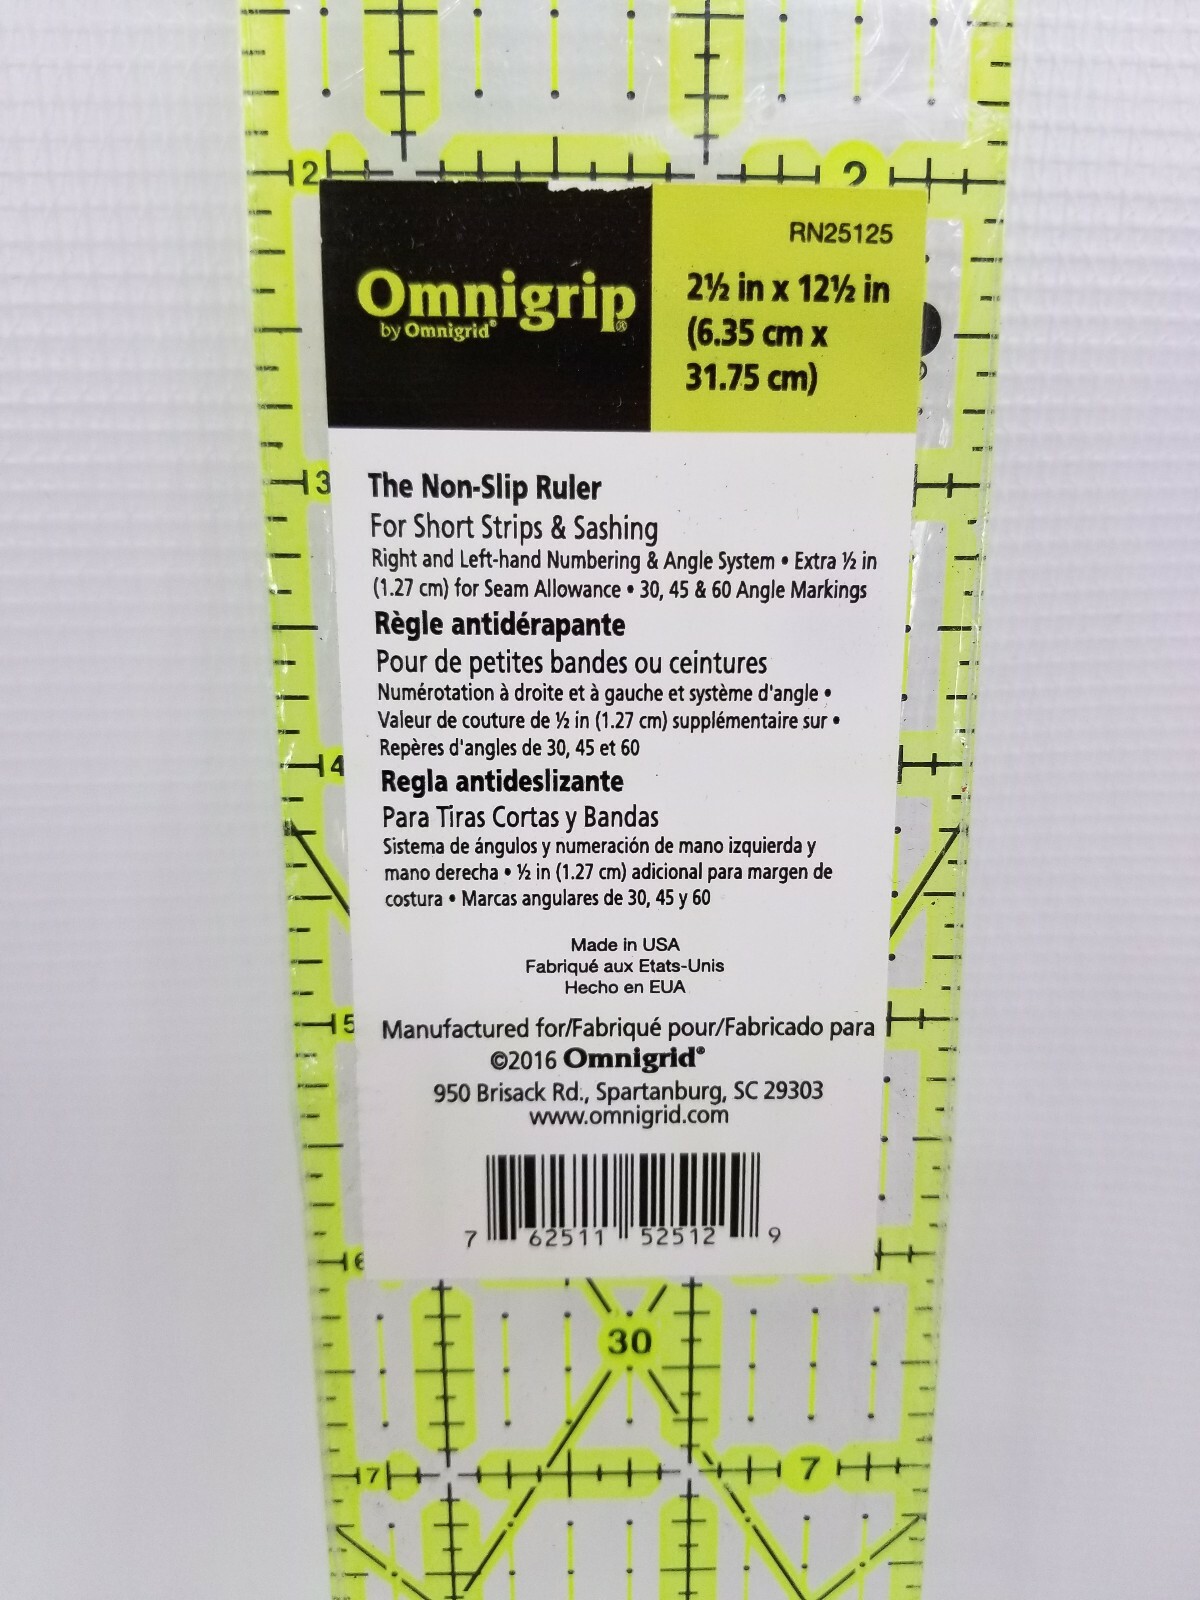 2
2
RN25125
Omnigrip®
by Omnigrid®
2½ in x 12½ in
(6.35 cm x
31.75 cm)
3
The Non-Slip Ruler
For Short Strips & Sashing
Right and Left-hand Numbering & Angle System • Extra ½ in
(1.27 cm) for Seam Allowance • 30, 45 & 60 Angle Markings
Règle antidérapante
Pour de petites bandes ou ceintures
Numérotation à droite et à gauche et système d'angle •
Valeur de couture de ½ in (1.27 cm) supplémentaire sur •
Repères d'angles de 30, 45 et 60
4
Regla antideslizante
Para Tiras Cortas y Bandas
Sistema de ángulos y numeración de mano izquierda y
mano derecha • ½ in (1.27 cm) adicional para margen de
costura • Marcas angulares de 30, 45 y 60
Made in USA
Fabriqué aux Etats-Unis
Hecho en EUA
5
Manufactured for/Fabriqué pour/Fabricado para
©2016 Omnigrid®
950 Brisack Rd., Spartanburg, SC 29303
www.omnigrid.com
7 62511 52512 9
6
30
7
7